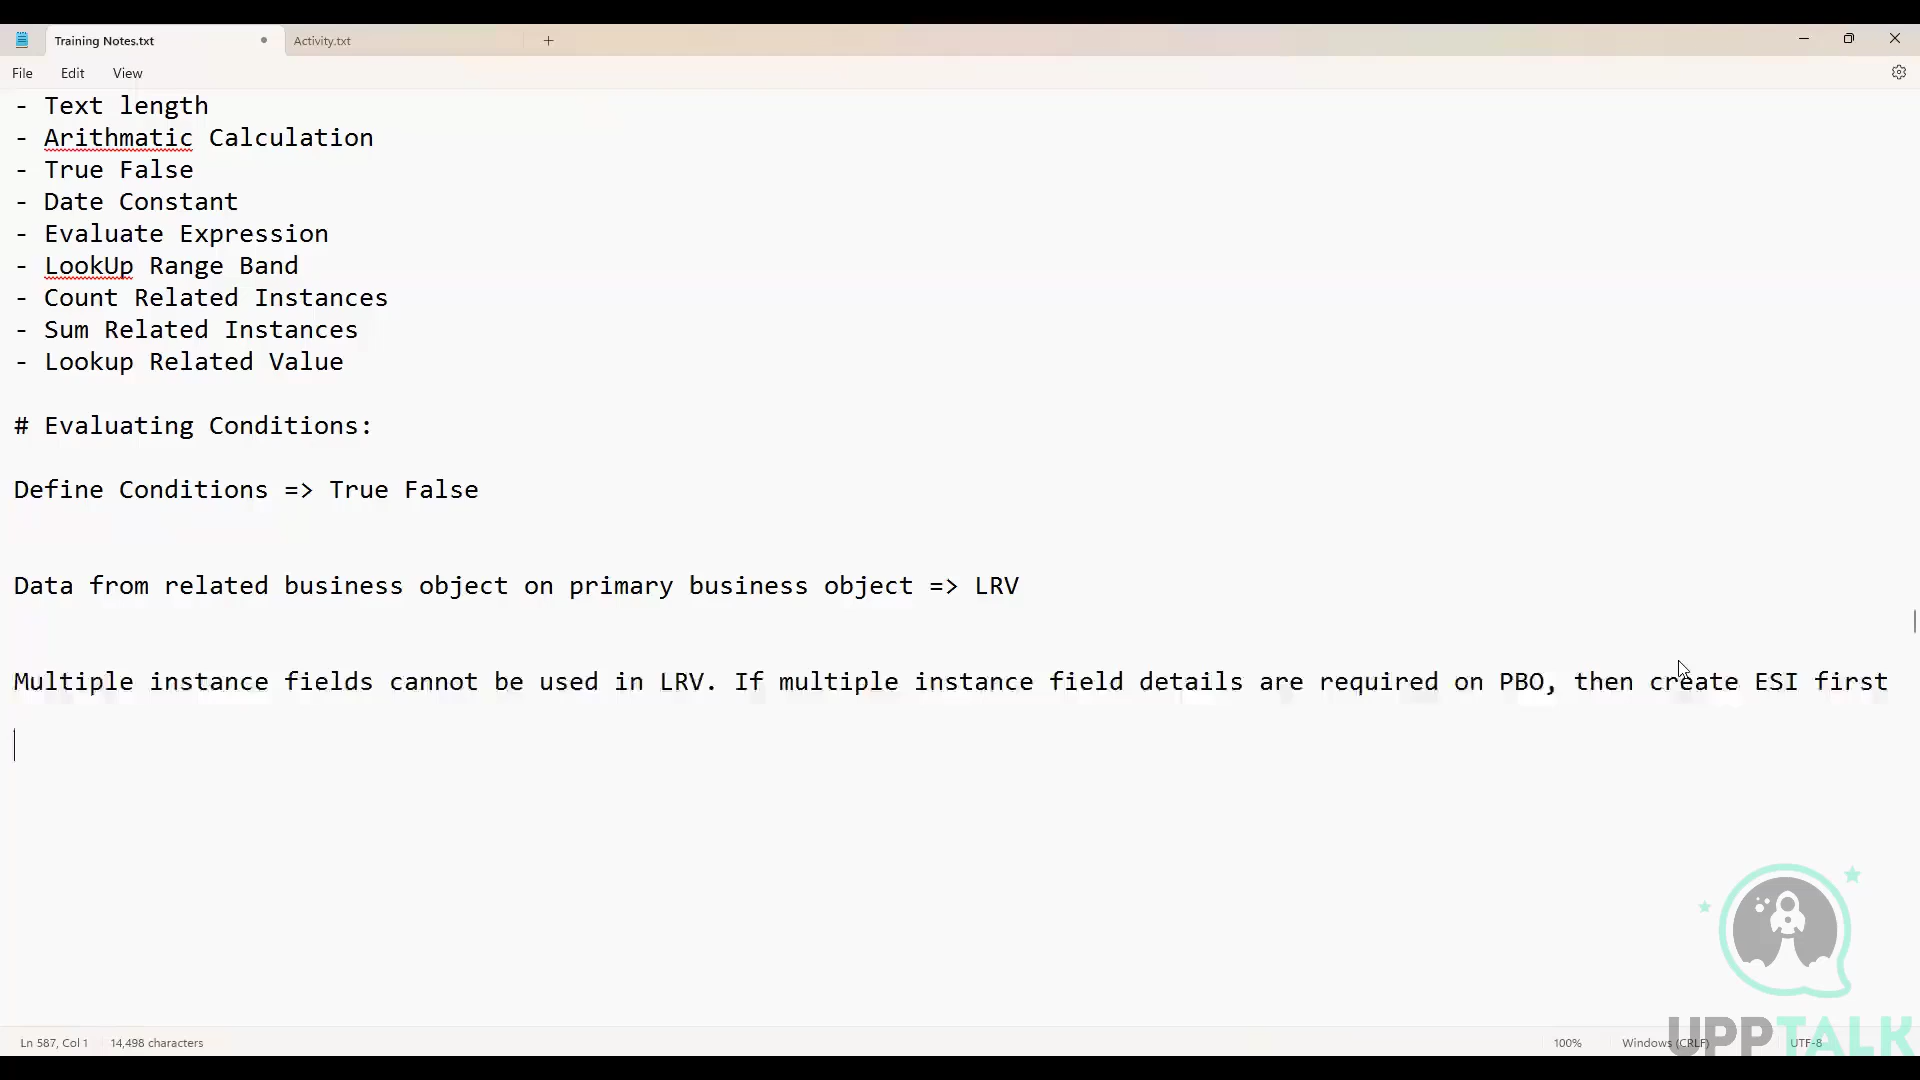 Training Notes.txt
Activity.txt
File Edit View
- Text length
- Arithmatic Calculation
- True False
- Date Constant
- Evaluate Expression
- LookUp Range Band
- Count Related Instances
- Sum Related Instances
- Lookup Related Value
# Evaluating Conditions:
Define Conditions => True False
Data from related business object on primary business object => LRV
Multiple instance fields cannot be used in LRV. If multiple instance field details are required on PBO, then create ESI first
UPPTALK
Ln 587, Col 1 14,498 characters 100% Windows (CRLF) UTF-8